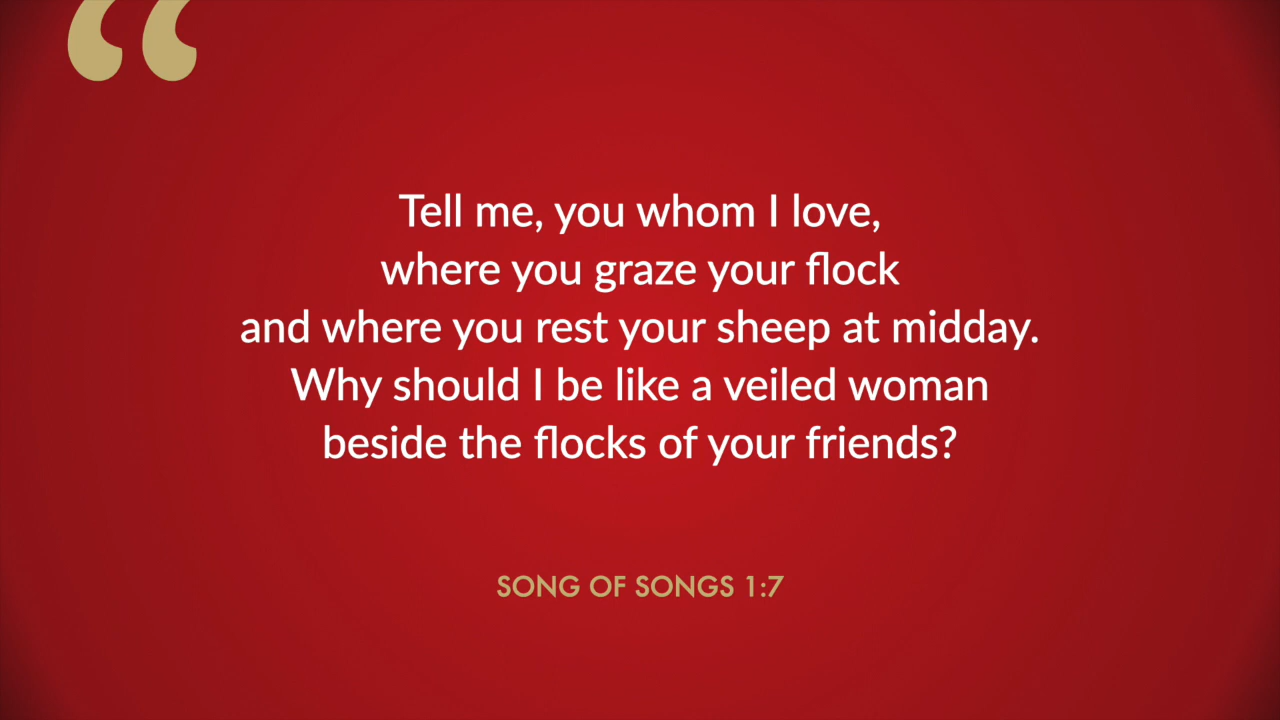 “
Tell me, you whom I love,
where you graze your flock
and where you rest your sheep at midday.
Why should I be like a veiled woman
beside the flocks of your friends?
SONG OF SONGS 1:7